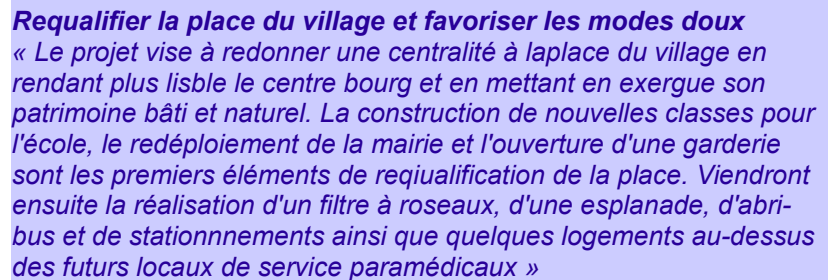 Requalifier la place du village et favoriser les modes doux
« Le projet vise à redonner une centralité à laplace du village en
rendant plus lisble le centre bourg et en mettant en exergue son
patrimoine bâti et naturel. La construction de nouvelles classes pour
l'école, le redéploiement de la mairie et l'ouverture d'une garderie
sont les premiers éléments de reqiualification de la place. Viendront
ensuite la réalisation d'un filtre à roseaux, d'une esplanade, d'abri-
bus et de stationnnements ainsi que quelques logements au-dessus
des futurs locaux de service paramédicaux »